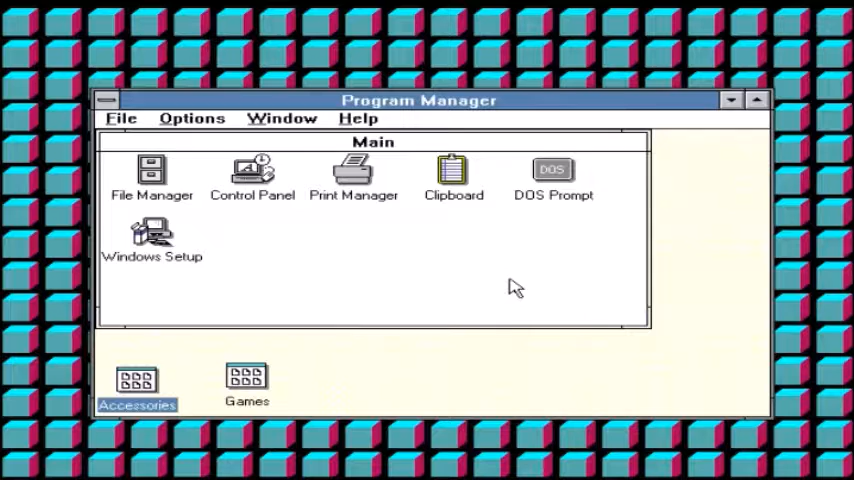 Program Manager
File Options Window Help
Main
File Manager Control Panel Print Manager Clipboard DOS Prompt
DOS
Windows Setup
Accessories Games